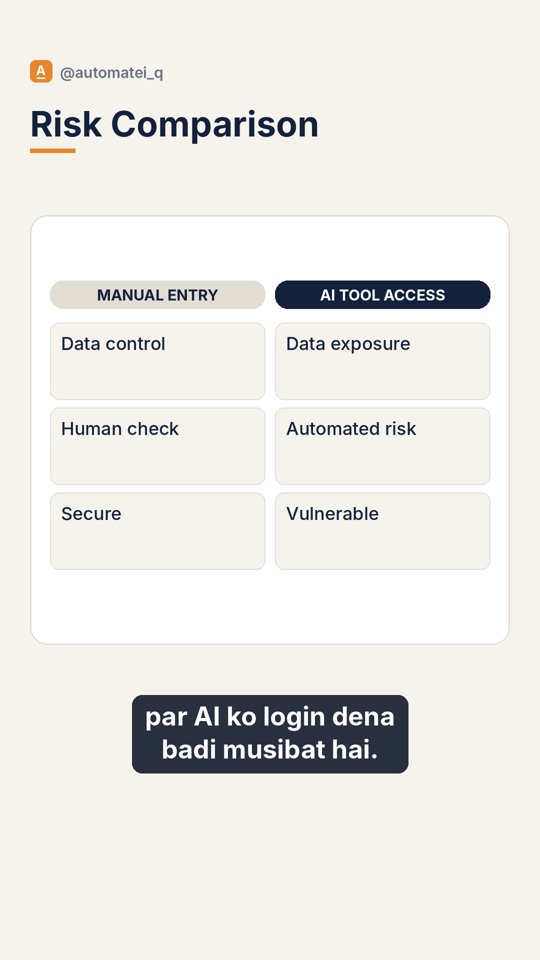 A
@automatei_q
Risk Comparison
MANUAL ENTRY
AI TOOL ACCESS
Data control
Data exposure
Human check
Automated risk
Secure
Vulnerable
par AI ko login dena
badi musibat hai.